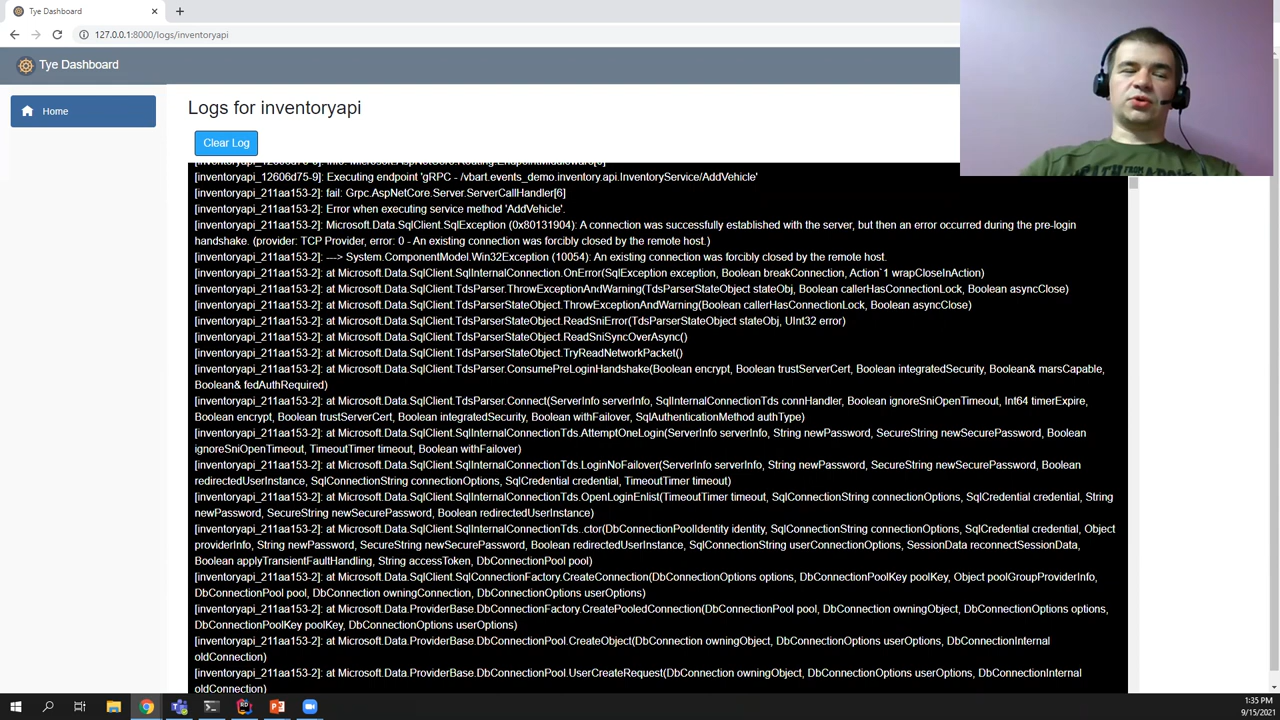 Tye Dashboard
127.0.0.1:8000/logs/inventoryapi
Tye Dashboard
Home
Logs for inventoryapi
Clear Log
[inventoryapi_12606d75-9]: info: Microsoft.AspNetCore.Routing.EndpointMiddleware[0]
[inventoryapi_12606d75-9]: Executing endpoint 'gRPC - /vbart.events_demo.inventory.api.InventoryService/AddVehicle'
[inventoryapi_211aa153-2]: fail: Grpc.AspNetCore.Server.ServerCallHandler[6]
[inventoryapi_211aa153-2]: Error when executing service method 'AddVehicle'.
[inventoryapi_211aa153-2]: Microsoft.Data.SqlClient.SqlException (0x80131904): A connection was successfully established with the server, but then an error occurred during the pre-login
handshake. (provider: TCP Provider, error: 0 - An existing connection was forcibly closed by the remote host.)
[inventoryapi_211aa153-2]: ---> System.ComponentModel.Win32Exception (10054): An existing connection was forcibly closed by the remote host.
[inventoryapi_211aa153-2]: at Microsoft.Data.SqlClient.SqlInternalConnection.OnError(SqlException exception, Boolean breakConnection, Action`1 wrapCloseInAction)
[inventoryapi_211aa153-2]: at Microsoft.Data.SqlClient.TdsParser.ThrowExceptionAndWarning(TdsParserStateObject stateObj, Boolean callerHasConnectionLock, Boolean asyncClose)
[inventoryapi_211aa153-2]: at Microsoft.Data.SqlClient.TdsParserStateObject.ThrowExceptionAndWarning(Boolean callerHasConnectionLock, Boolean asyncClose)
[inventoryapi_211aa153-2]: at Microsoft.Data.SqlClient.TdsParserStateObject.ReadSniError(TdsParserStateObject stateObj, UInt32 error)
[inventoryapi_211aa153-2]: at Microsoft.Data.SqlClient.TdsParserStateObject.ReadSniSyncOverAsync()
[inventoryapi_211aa153-2]: at Microsoft.Data.SqlClient.TdsParserStateObject.TryReadNetworkPacket()
[inventoryapi_211aa153-2]: at Microsoft.Data.SqlClient.TdsParser.ConsumePreLoginHandshake(Boolean encrypt, Boolean trustServerCert, Boolean integratedSecurity, Boolean& marsCapable,
Boolean& fedAuthRequired)
[inventoryapi_211aa153-2]: at Microsoft.Data.SqlClient.TdsParser.Connect(ServerInfo serverInfo, SqlInternalConnectionTds connHandler, Boolean ignoreSniOpenTimeout, Int64 timerExpire,
Boolean encrypt, Boolean trustServerCert, Boolean integratedSecurity, Boolean withFailover, SqlAuthenticationMethod authType)
[inventoryapi_211aa153-2]: at Microsoft.Data.SqlClient.SqlInternalConnectionTds.AttemptOneLogin(ServerInfo serverInfo, String newPassword, SecureString newSecurePassword, Boolean
ignoreSniOpenTimeout, TimeoutTimer timeout, Boolean withFailover)
[inventoryapi_211aa153-2]: at Microsoft.Data.SqlClient.SqlInternalConnectionTds.LoginNoFailover(ServerInfo serverInfo, String newPassword, SecureString newSecurePassword, Boolean
redirectedUserInstance, SqlConnectionString connectionOptions, SqlCredential credential, TimeoutTimer timeout)
[inventoryapi_211aa153-2]: at Microsoft.Data.SqlClient.SqlInternalConnectionTds.OpenLoginEnlist(TimeoutTimer timeout, SqlConnectionString connectionOptions, SqlCredential credential, String
newPassword, SecureString newSecurePassword, Boolean redirectedUserInstance)
[inventoryapi_211aa153-2]: at Microsoft.Data.SqlClient.SqlInternalConnectionTds..ctor(DbConnectionPoolIdentity identity, SqlConnectionString connectionOptions, SqlCredential credential, Object
providerInfo, String newPassword, SecureString newSecurePassword, Boolean redirectedUserInstance, SqlConnectionString userConnectionOptions, SessionData reconnectSessionData,
Boolean applyTransientFaultHandling, String accessToken, DbConnectionPool pool)
[inventoryapi_211aa153-2]: at Microsoft.Data.SqlClient.SqlConnectionFactory.CreateConnection(DbConnectionOptions options, DbConnectionPoolKey poolKey, Object poolGroupProviderInfo,
DbConnectionPool pool, DbConnection owningConnection, DbConnectionOptions userOptions)
[inventoryapi_211aa153-2]: at Microsoft.Data.ProviderBase.DbConnectionFactory.CreatePooledConnection(DbConnectionPool pool, DbConnection owningObject, DbConnectionOptions options,
DbConnectionPoolKey poolKey, DbConnectionOptions userOptions)
[inventoryapi_211aa153-2]: at Microsoft.Data.ProviderBase.DbConnectionPool.CreateObject(DbConnection owningObject, DbConnectionOptions userOptions, DbConnectionInternal
oldConnection)
[inventoryapi_211aa153-2]: at Microsoft.Data.ProviderBase.DbConnectionPool.UserCreateRequest(DbConnection owningObject, DbConnectionOptions userOptions, DbConnectionInternal
oldConnection)
1:35 PM
9/15/2021